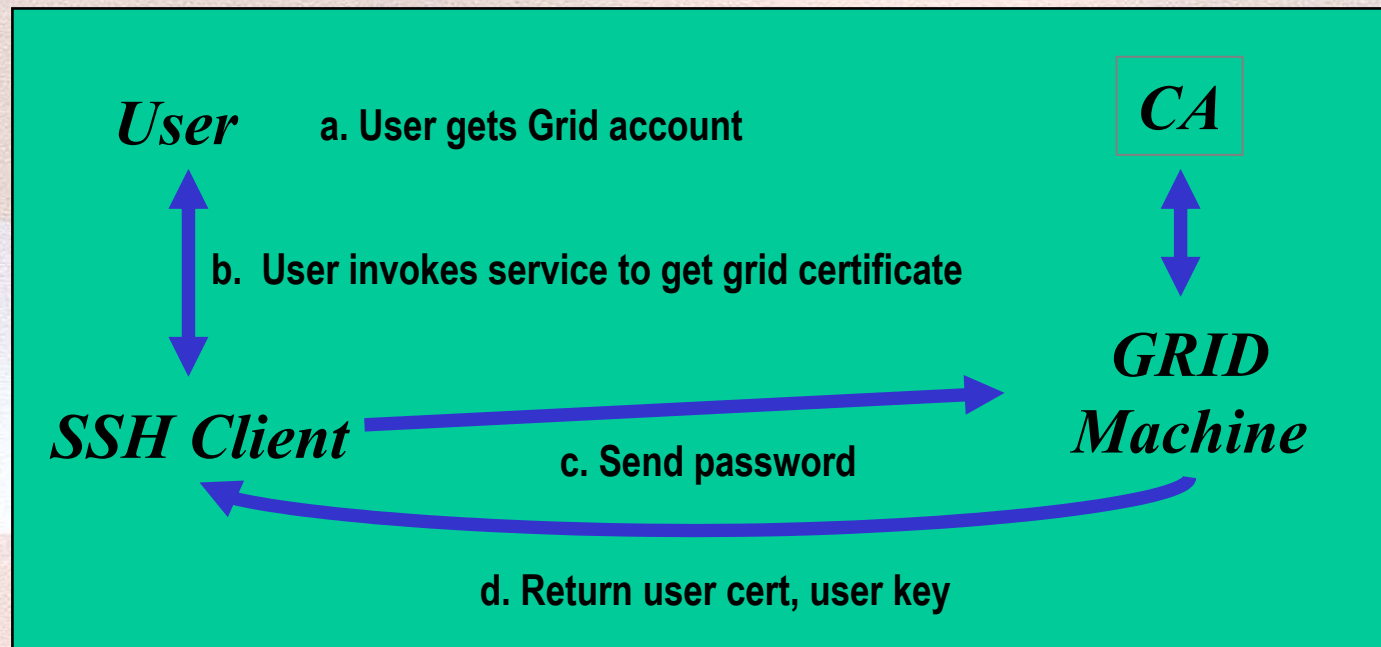 User
a. User gets Grid account
CA
b. User invokes service to get grid certificate
GRID
Machine
SSH Client
c. Send password
d. Return user cert, user key